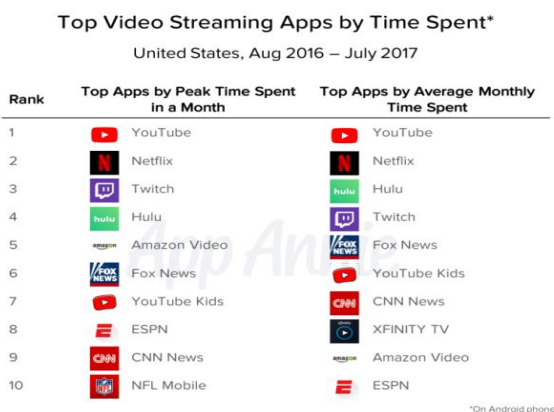 Top Video Streaming Apps by Time Spent*
United States, Aug 2016 – July 2017
Rank Top Apps by Peak Time Spent in a Month Top Apps by Average Monthly Time Spent
1 YouTube YouTube
2 NETFLIX Netflix N Netflix
3 Twitch hulu Hulu
4 hulu Hulu Twitch
5 amazon Amazon Video FOX NEWS Fox News
6 FOX NEWS Fox News YouTube Kids
7 YouTube Kids CNN CNN News
8 ESPN xfinity XFINITY TV
9 CNN CNN News amazon Amazon Video
10 NFL NFL Mobile ESPN
App Annie
*On Android phone